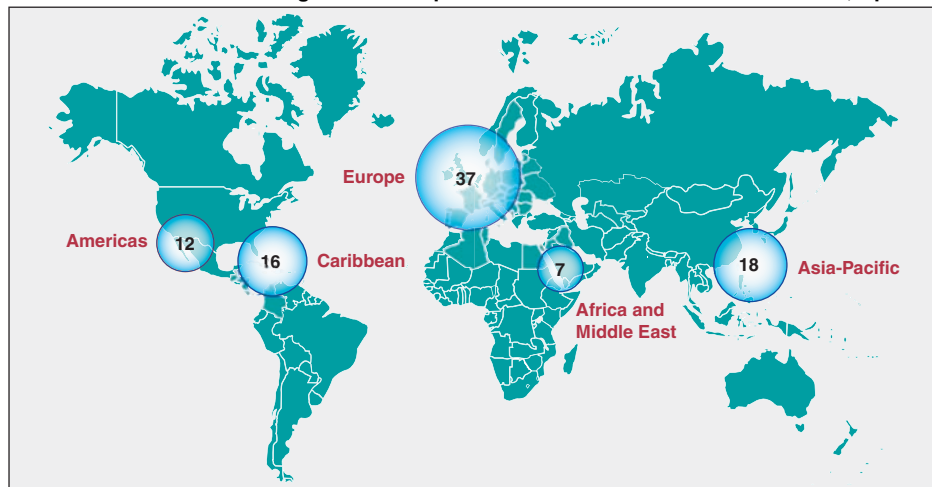 Europe
37
Americas
12
16
Caribbean
18
Asia-Pacific
7
Africa and
Middle East